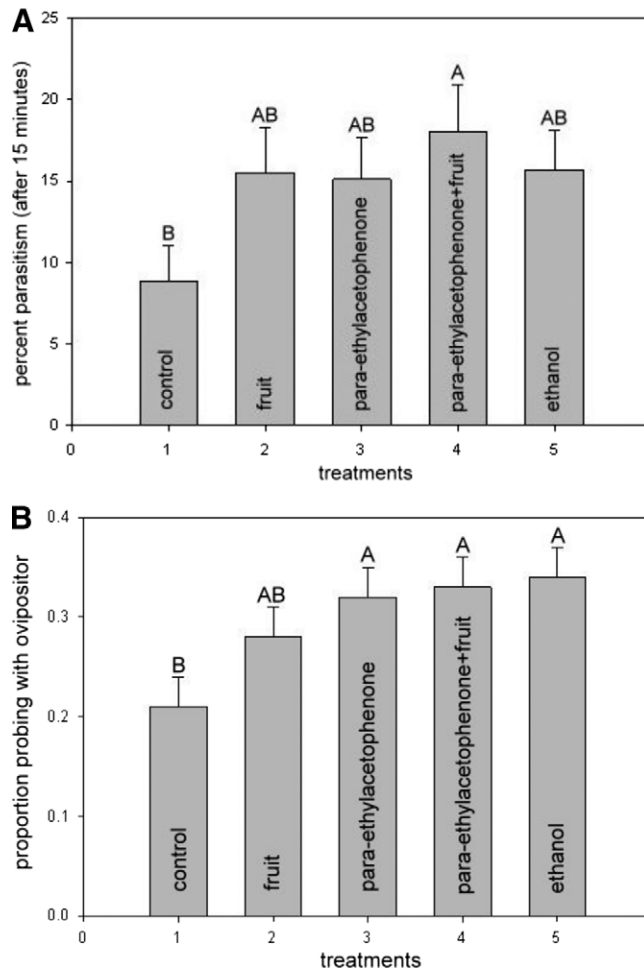 A
percent parasitism (after 15 minutes)
25
20
15
10
5
0
B
AB
AB
A
AB
control
fruit
para-ethylacetophenone
para-ethylacetophenone+fruit
ethanol
0
1
2
3
4
5
treatments
B
proportion probing with ovipositor
0.4
0.3
0.2
0.1
0.0
B
AB
A
A
A
control
fruit
para-ethylacetophenone
para-ethylacetophenone+fruit
ethanol
0
1
2
3
4
5
treatments